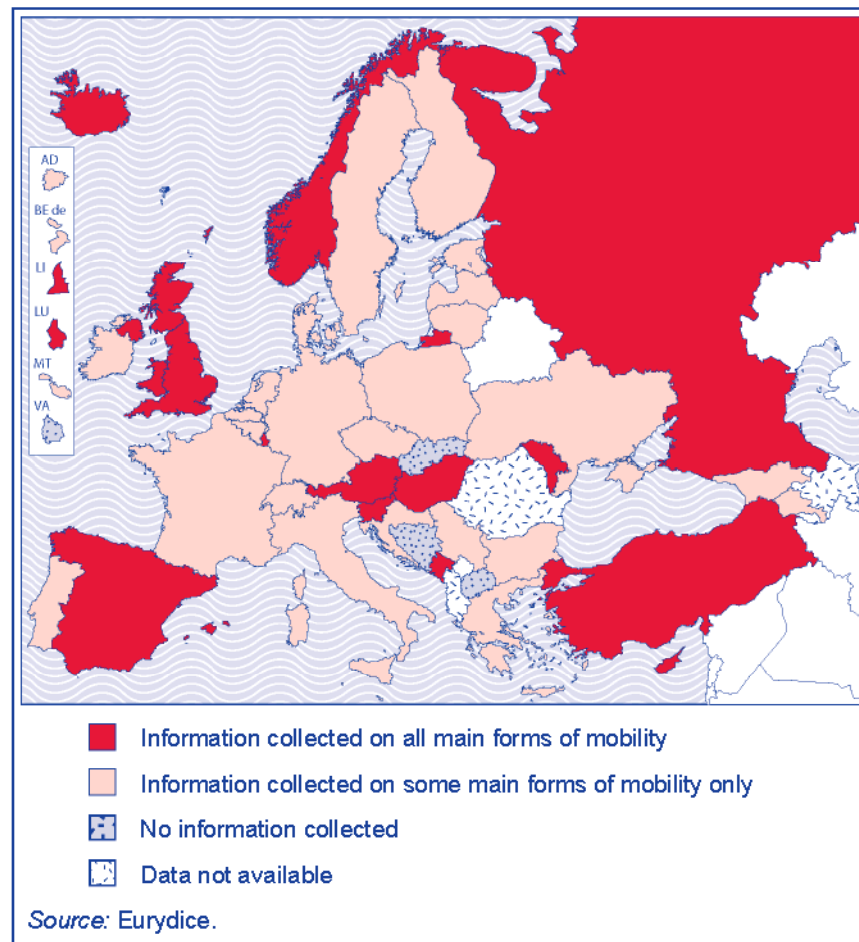 AD
BE de
LI
LU
MT
VA
Information collected on all main forms of mobility
Information collected on some main forms of mobility only
No information collected
Data not available
Source: Eurydice.